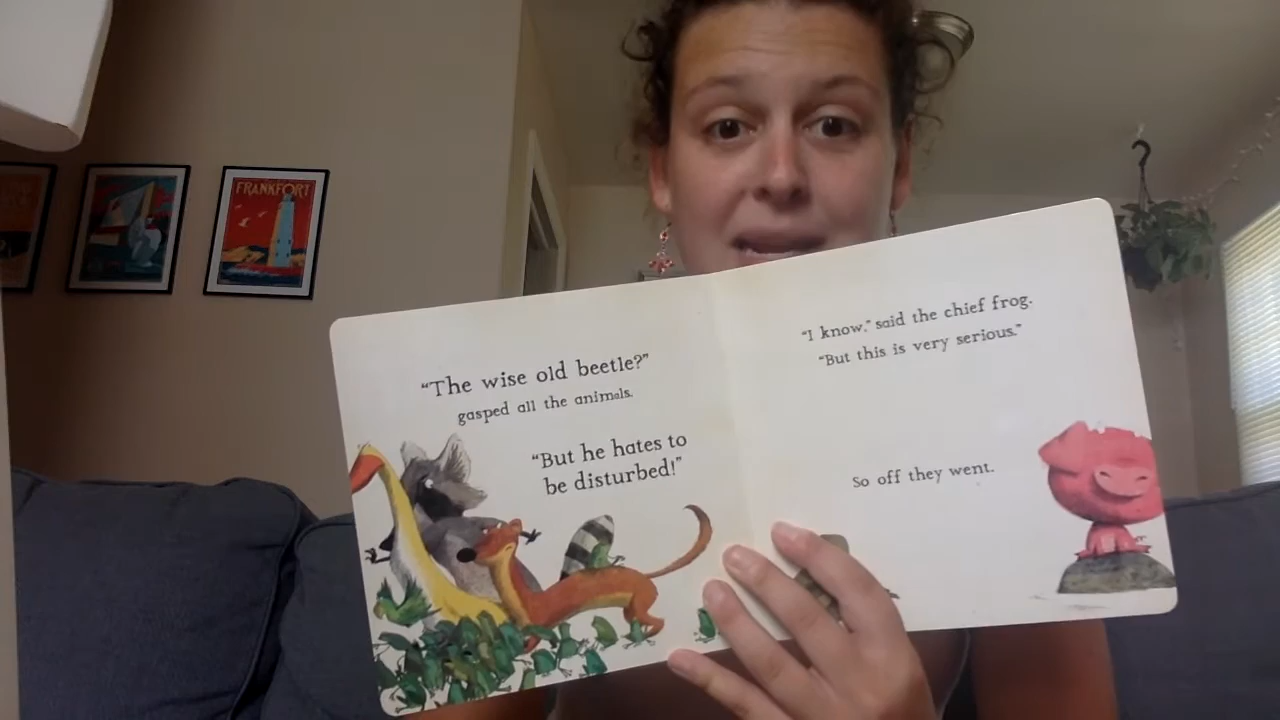 FRANKFORT
"The wise old beetle?"
gasped all the animals.
"But he hates to
be disturbed!"
"I know," said the chief frog.
"But this is very serious."
So off they went.